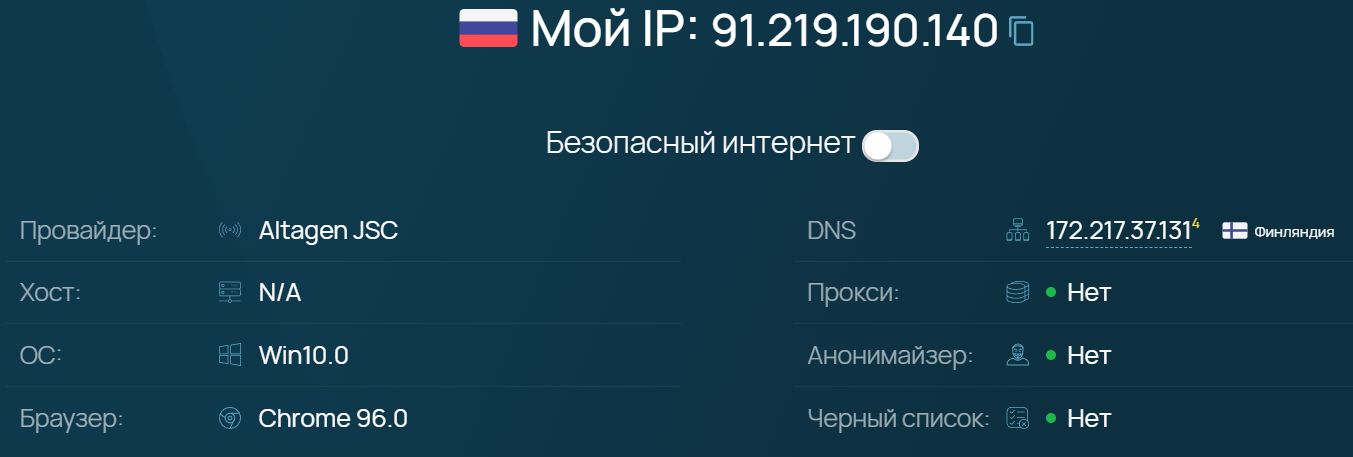 Мой IP: 91.219.190.140
Безопасный интернет
Провайдер: Altagen JSC
DNS 172.217.37.131 4 Финляндия
Хост: N/A
Прокси: Нет
ОС: Win10.0
Анонимайзер: Нет
Браузер: Chrome 96.0
Черный список: Нет